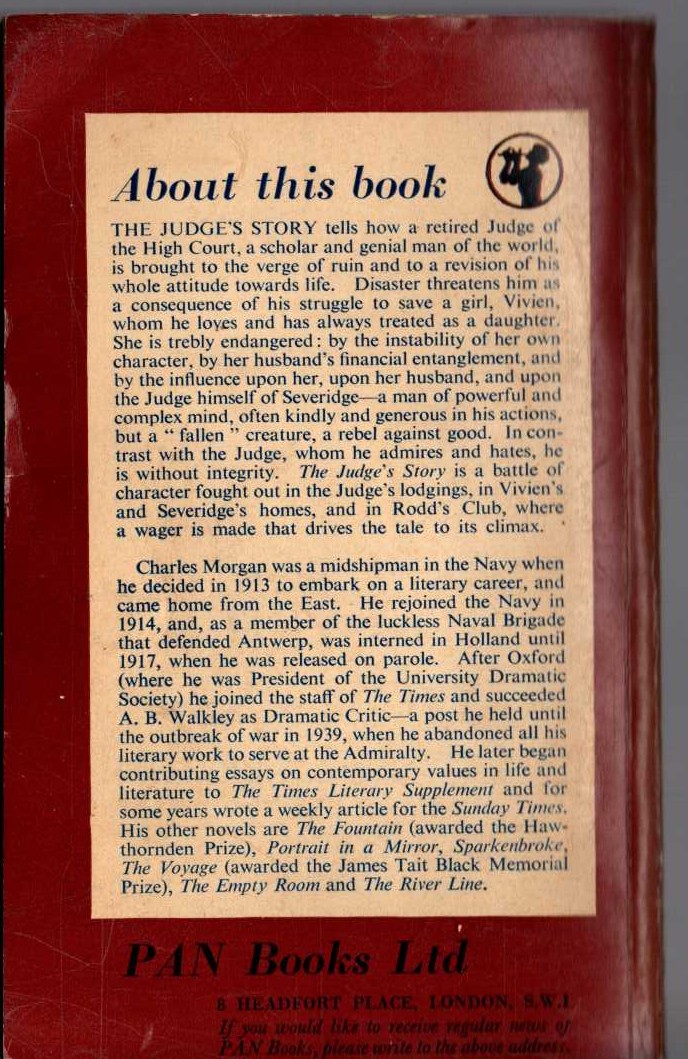 About this book
THE JUDGE'S STORY tells how a retired Judge of
the High Court, a scholar and genial man of the world,
is brought to the verge of ruin and to a revision of his
whole attitude towards life. Disaster threatens him as
a consequence of his struggle to save a girl, Vivien,
whom he loves and has always treated as a daughter.
She is trebly endangered: by the instability of her own
character, by her husband's financial entanglement, and
by the influence upon her, upon her husband, and upon
the Judge himself of Severidge—a man of powerful and
complex mind, often kindly and generous in his actions,
but a “ fallen ” creature, a rebel against good. In con-
trast with the Judge, whom he admires and hates, he
is without integrity. The Judge's Story is a battle of
character fought out in the Judge's lodgings, in Vivien's
and Severidge's homes, and in Rodd's Club, where
a wager is made that drives the tale to its climax.
Charles Morgan was a midshipman in the Navy when
he decided in 1913 to embark on a literary career, and
came home from the East. He rejoined the Navy in
1914, and, as a member of the luckless Naval Brigade
that defended Antwerp, was interned in Holland until
1917, when he was released on parole. After Oxford
(where he was President of the University Dramatic
Society) he joined the staff of The Times and succeeded
A. B. Walkley as Dramatic Critic—a post he held until
the outbreak of war in 1939, when he abandoned all his
literary work to serve at the Admiralty. He later began
contributing essays on contemporary values in life and
literature to The Times Literary Supplement and for
some years wrote a weekly article for the Sunday Times.
His other novels are The Fountain (awarded the Haw-
thornden Prize), Portrait in a Mirror, Sparkenbroke,
The Voyage (awarded the James Tait Black Memorial
Prize), The Empty Room and The River Line.
PAN Books Ltd
8 HEADFORT PLACE, LONDON, S.W.1
If you would like to receive regular news of
PAN Books, please write to the above address.